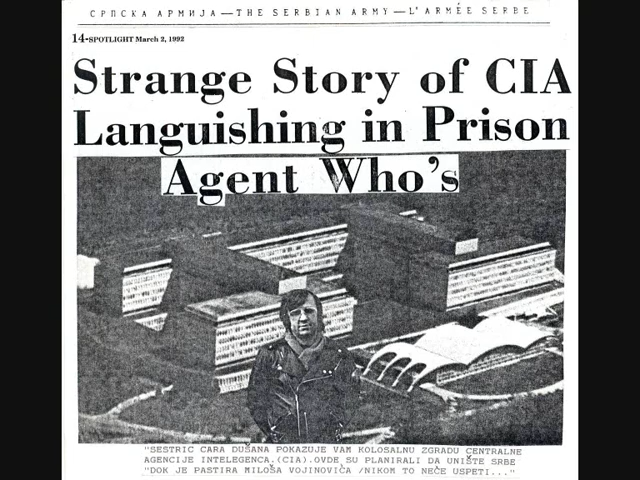 СРПСКА АРМИЈА—THE SERBIAN ARMY—L'ARMÉE SERBE
14-SPOTLIGHT March 2, 1992
Strange Story of CIA
Languishing in Prison
Agent Who's
"SESTRIC CARA DUŠANA POKAZUJE VAM KOLOSALNU ZGRADU CENTRALNE
AGENCIJE INTELEGENCA.(CIA).OVDE SU PLANIRALI DA UNIŠTE SRBE
"DOK JE PASTIRA MILOŠA VOJINOVIĆA /NIKOM TO NEĆE USPETI..."